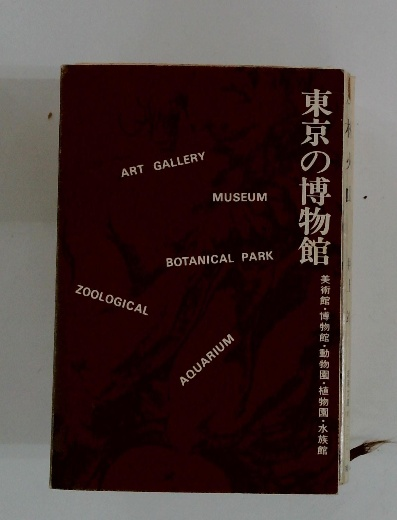 東京の博物館
美術館・博物館・動物園・植物園・水族館
ART GALLERY
MUSEUM
BOTANICAL PARK
ZOOLOGICAL
AQUARIUM